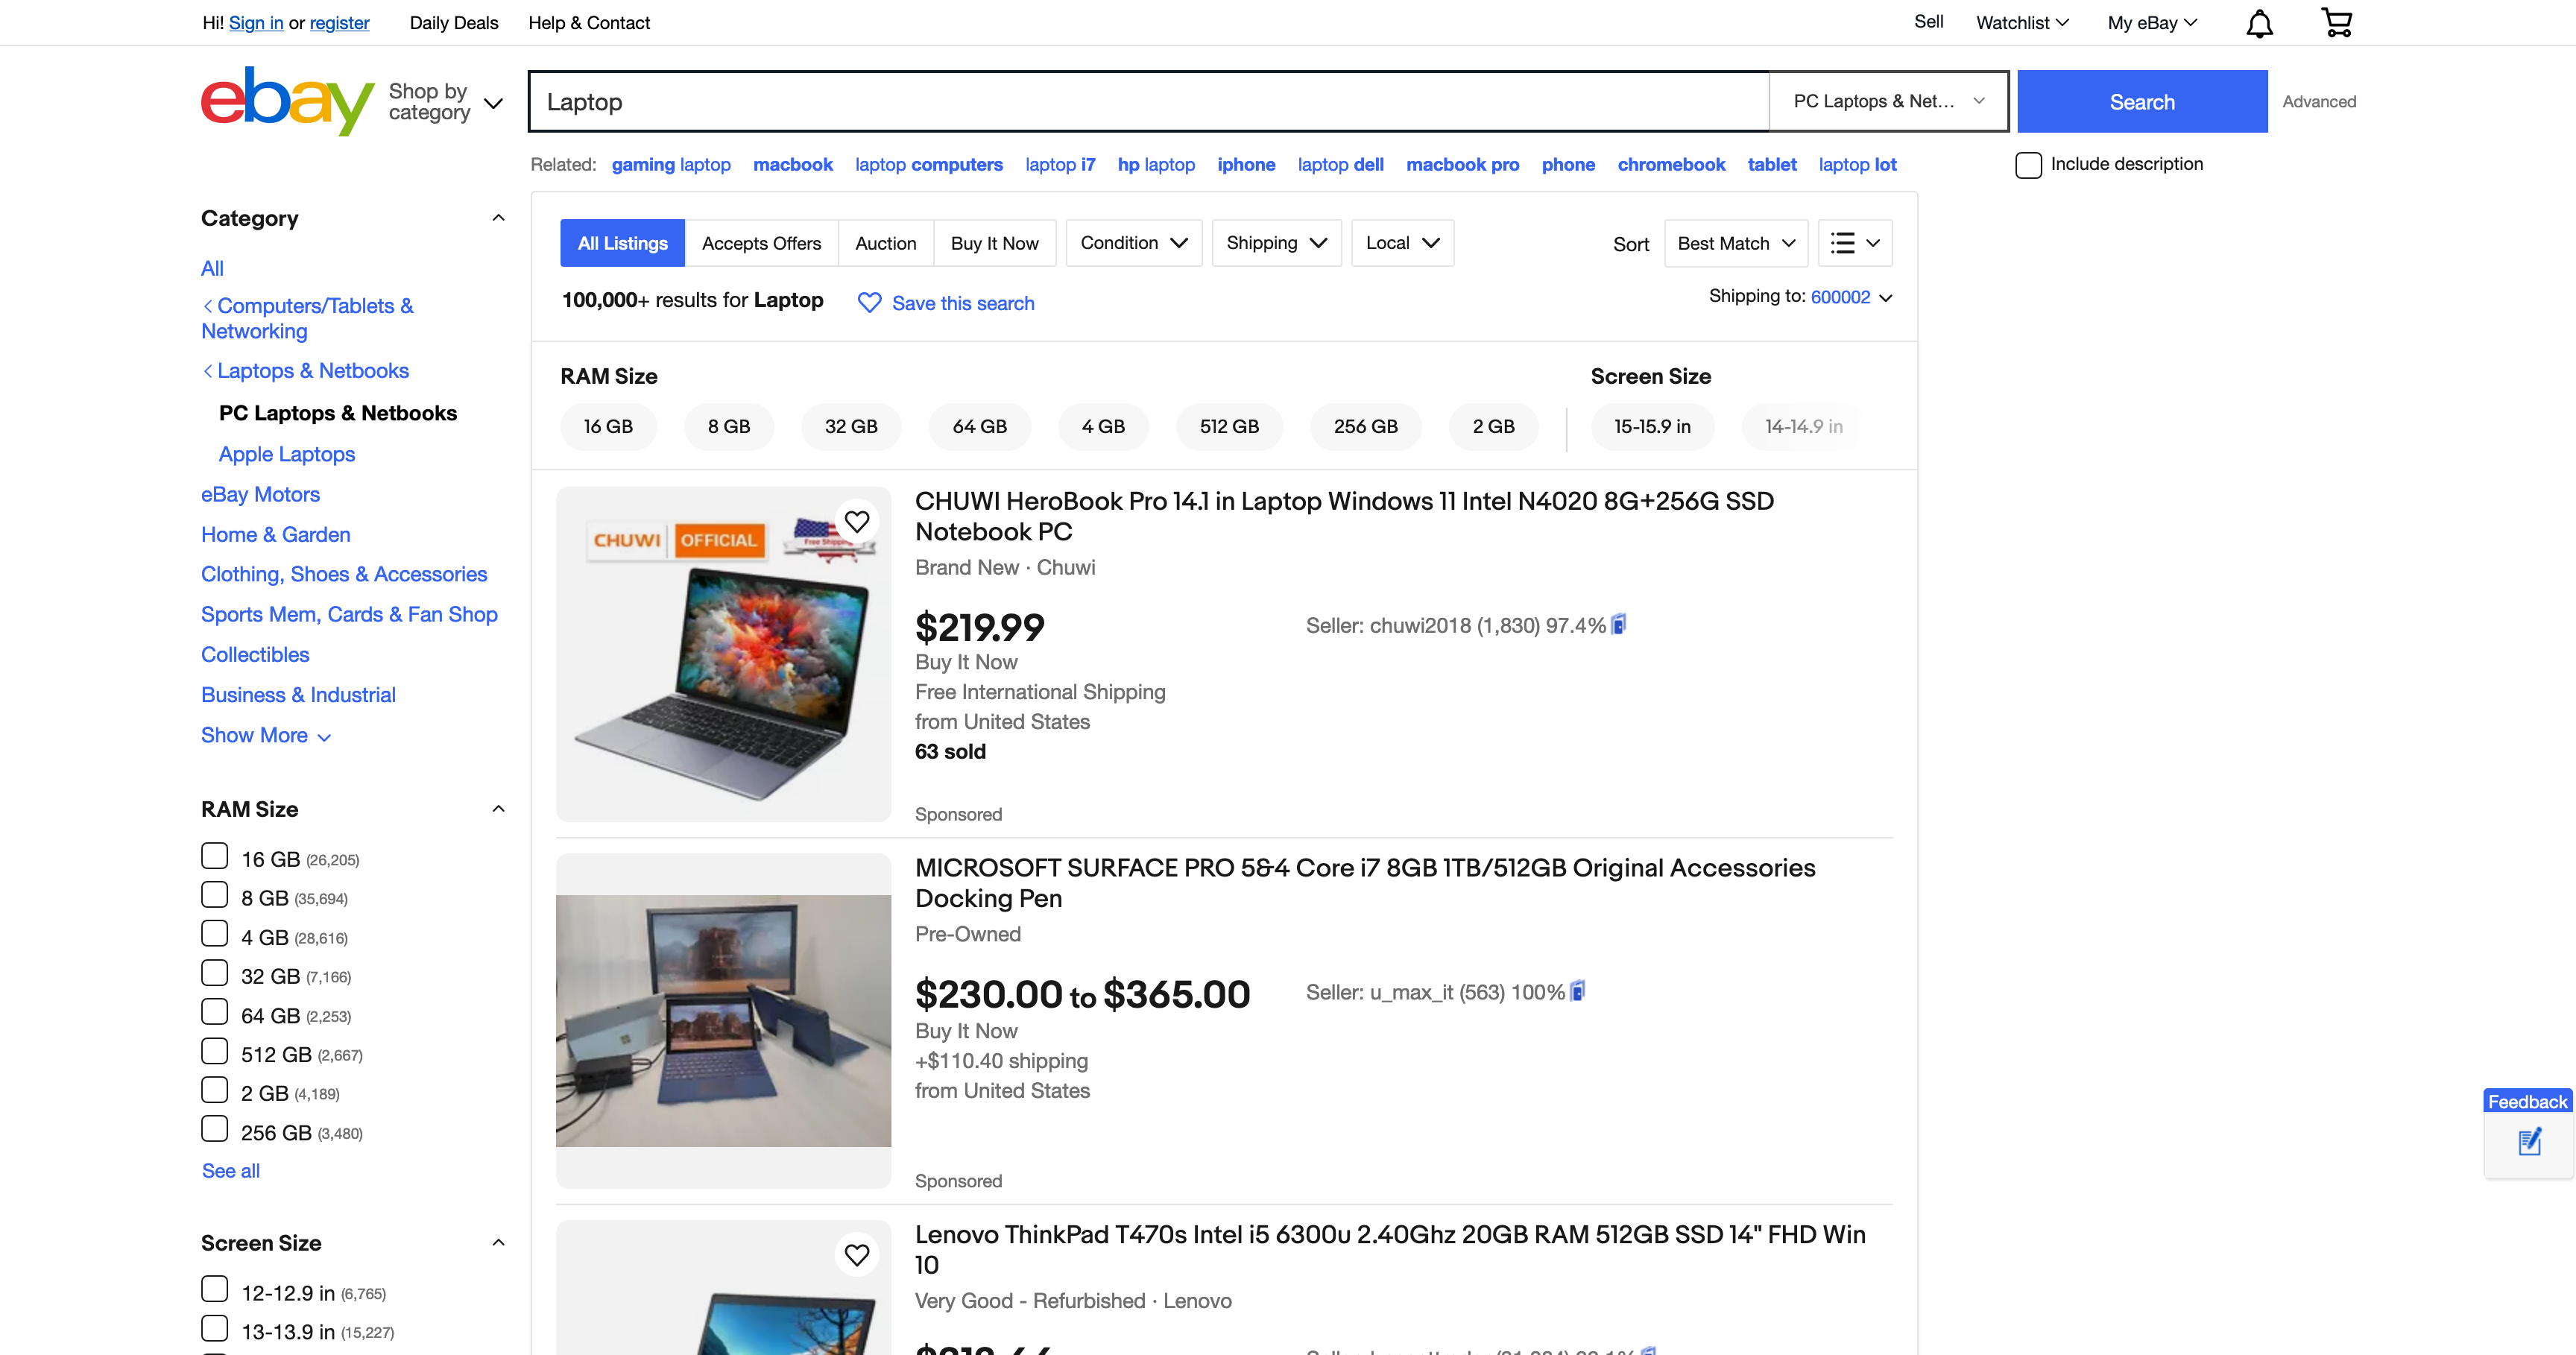 Hi! Sign in or register Daily Deals Help & Contact Sell Watchlist My eBay
ebay Shop by category Laptop PC Laptops & Net... Search Advanced
Related: gaming laptop macbook laptop computers laptop i7 hp laptop iphone laptop dell macbook pro phone chromebook tablet laptop lot Include description
Category
All
Computers/Tablets &
Networking
Laptops & Netbooks
PC Laptops & Netbooks
Apple Laptops
eBay Motors
Home & Garden
Clothing, Shoes & Accessories
Sports Mem, Cards & Fan Shop
Collectibles
Business & Industrial
Show More
RAM Size
16 GB (26,205)
8 GB (35,694)
4 GB (28,616)
32 GB (7,166)
64 GB (2,253)
512 GB (2,667)
2 GB (4,189)
256 GB (3,480)
See all
Screen Size
12-12.9 in (6,765)
13-13.9 in (15,227)
All Listings Accepts Offers Auction Buy It Now Condition Shipping Local Sort Best Match
100,000+ results for Laptop Save this search Shipping to: 600002
RAM Size Screen Size
16 GB 8 GB 32 GB 64 GB 4 GB 512 GB 256 GB 2 GB 15-15.9 in 14-14.9 in
CHUWI OFFICIAL Free Shipping
CHUWI HeroBook Pro 14.1 in Laptop Windows 11 Intel N4020 8G+256G SSD
Notebook PC
Brand New · Chuwi
$219.99 Seller: chuwi2018 (1,830) 97.4%
Buy It Now
Free International Shipping
from United States
63 sold
Sponsored
MICROSOFT SURFACE PRO 5&4 Core i7 8GB 1TB/512GB Original Accessories
Docking Pen
Pre-Owned
$230.00 to $365.00 Seller: u_max_it (563) 100%
Buy It Now
+$110.40 shipping
from United States
Sponsored
Lenovo ThinkPad T470s Intel i5 6300u 2.40Ghz 20GB RAM 512GB SSD 14" FHD Win
10
Very Good - Refurbished · Lenovo
Feedback